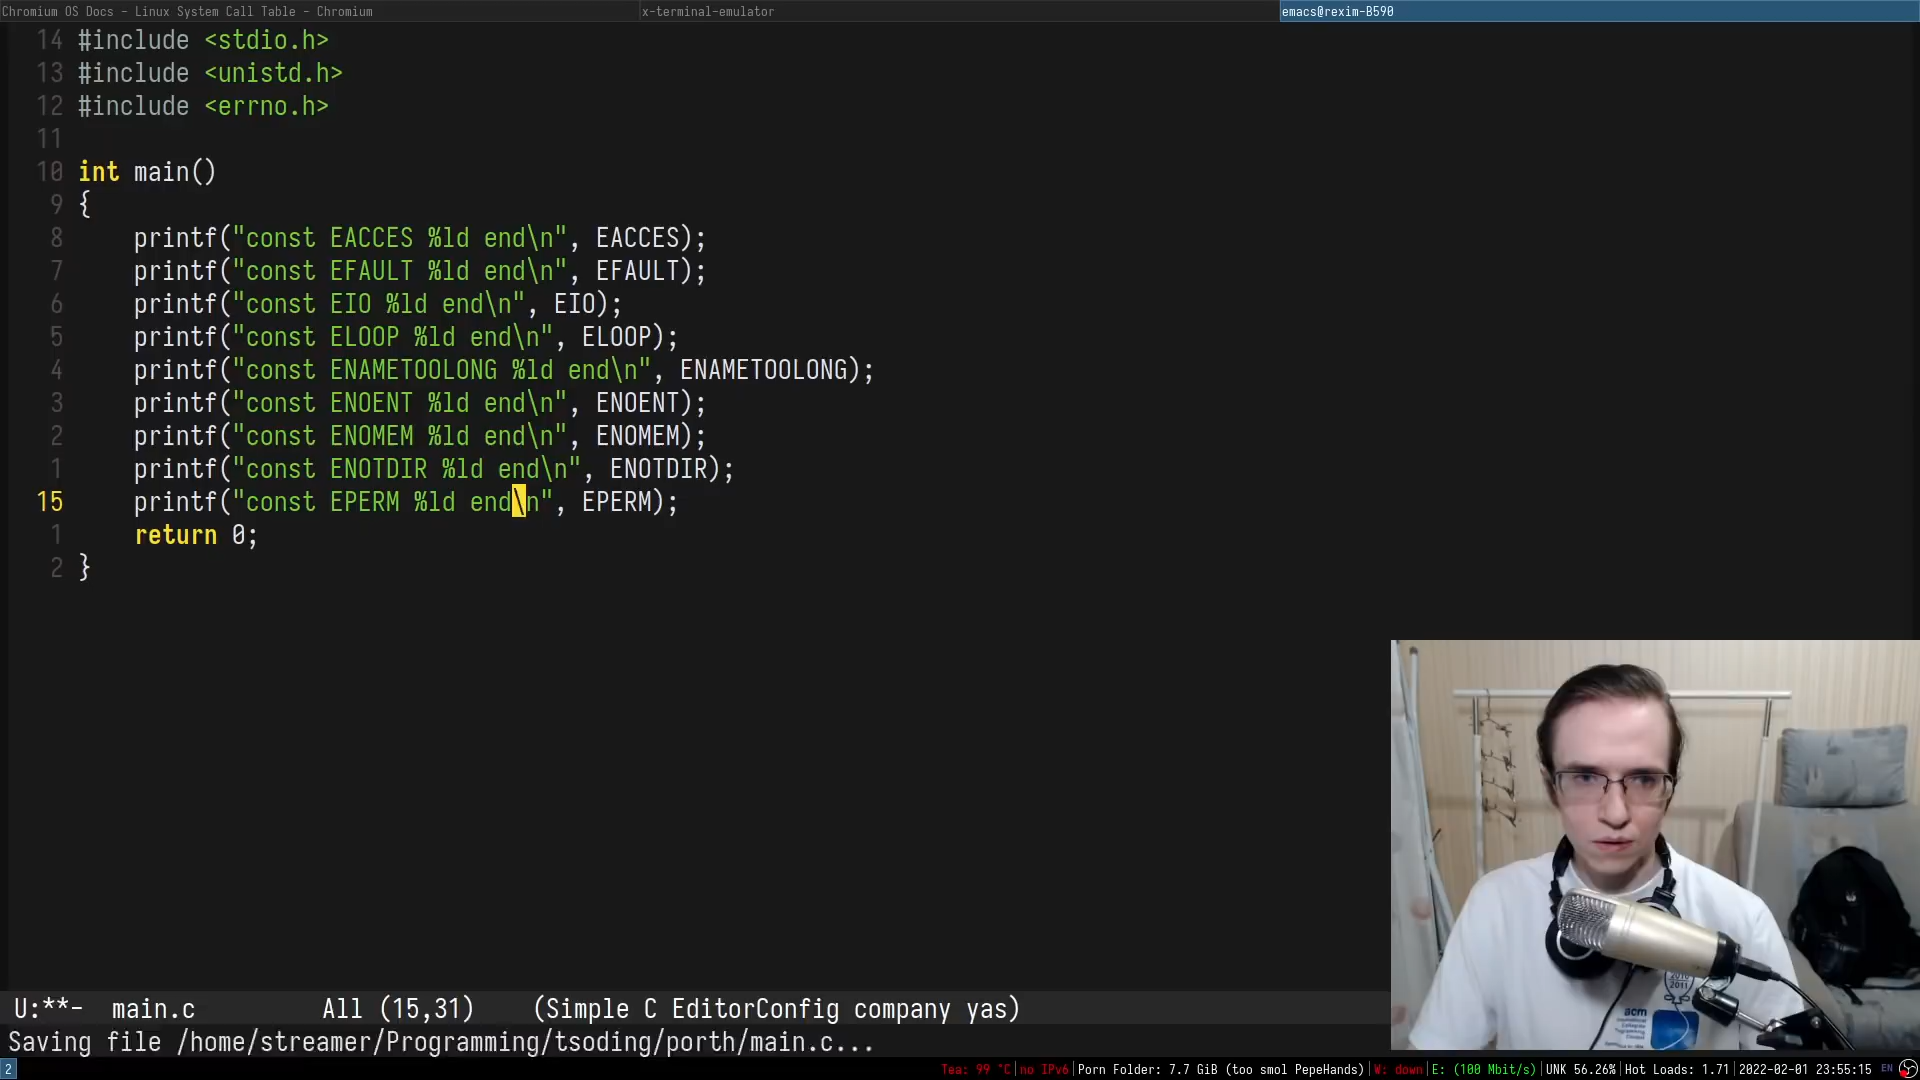 Chromium OS Docs - Linux System Call Table - Chromium
x-terminal-emulator
emacs@rexim-B590
14 #include <stdio.h>
13 #include <unistd.h>
12 #include <errno.h>
11
10 int main()
9 {
8 printf("const EACCES %ld end\n", EACCES);
7 printf("const EFAULT %ld end\n", EFAULT);
6 printf("const EIO %ld end\n", EIO);
5 printf("const ELOOP %ld end\n", ELOOP);
4 printf("const ENAMETOOLONG %ld end\n", ENAMETOOLONG);
3 printf("const ENOENT %ld end\n", ENOENT);
2 printf("const ENOMEM %ld end\n", ENOMEM);
1 printf("const ENOTDIR %ld end\n", ENOTDIR);
15 printf("const EPERM %ld end\n", EPERM);
1 return 0;
2 }
2011
acm
U:**- main.c All (15,31) (Simple C EditorConfig company yas)
Saving file /home/streamer/Programming/tsoding/porth/main.c...
2 Tea: 99 °C|no IPv6|Porn Folder: 7.7 GiB (too smol PepeHands)|W: down|E: (100 Mbit/s)|UNK 56.26%|Hot Loads: 1.71|2022-02-01 23:55:15 EN